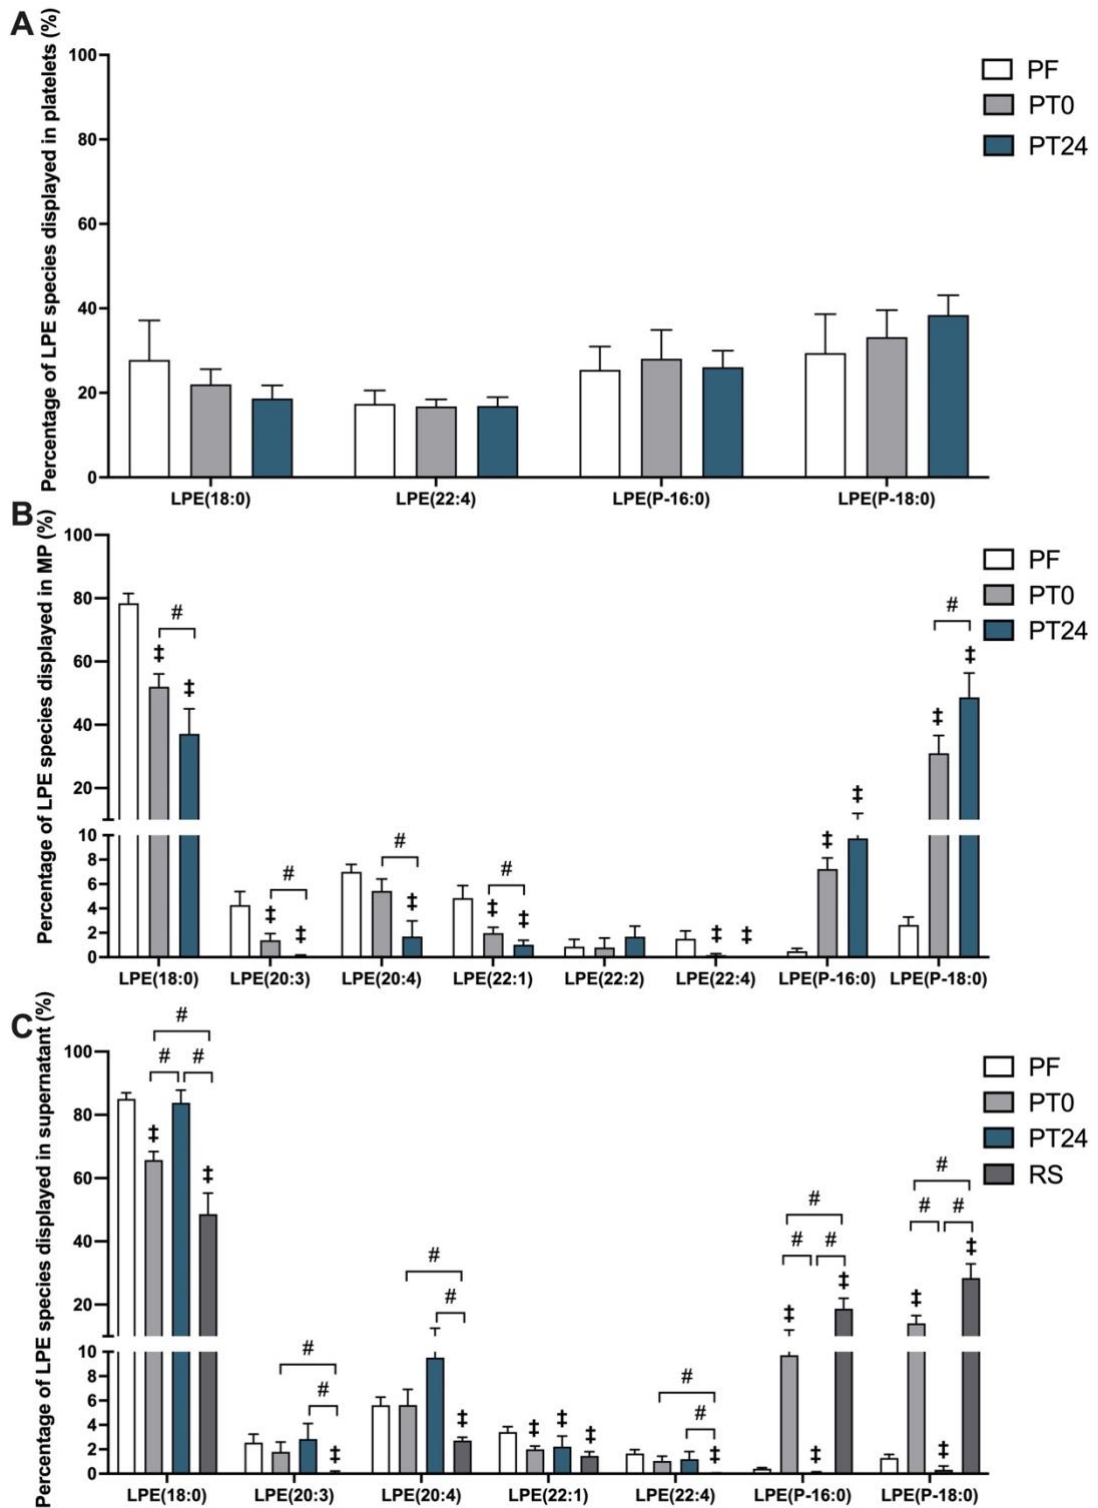 A
Percentage of LPE species displayed in platelets (%)
100
80
60
40
20
0
LPE(18:0) LPE(22:4) LPE(P-16:0) LPE(P-18:0)
PF
PT0
PT24
B
Percentage of LPE species displayed in MP (%)
100
80
60
40
20
10
8
6
4
2
0
# ‡ ‡
# ‡ ‡
# ‡
# ‡ ‡
‡ ‡
‡ ‡
# ‡ ‡
LPE(18:0) LPE(20:3) LPE(20:4) LPE(22:1) LPE(22:2) LPE(22:4) LPE(P-16:0) LPE(P-18:0)
PF
PT0
PT24
C
Percentage of LPE species displayed in supernatant (%)
100
80
60
40
20
10
8
6
4
2
0
# # # ‡ ‡
# # ‡
# # ‡
‡ ‡ ‡
# # ‡
# # # ‡ ‡ ‡
# # # ‡ ‡ ‡
LPE(18:0) LPE(20:3) LPE(20:4) LPE(22:1) LPE(22:4) LPE(P-16:0) LPE(P-18:0)
PF
PT0
PT24
RS